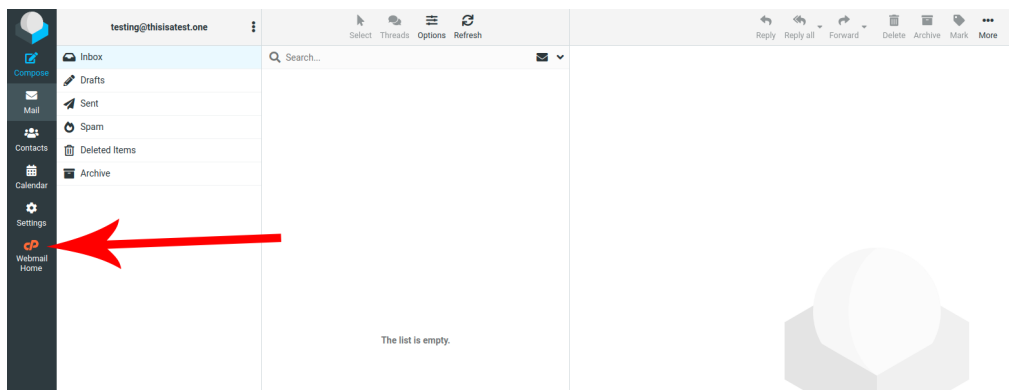 testing@thisisatest.one
Select Threads Options Refresh
Reply Reply all Forward Delete Archive Mark More
Compose
Mail
Contacts
Calendar
Settings
cP
Webmail
Home
Inbox
Drafts
Sent
Spam
Deleted Items
Archive
Search...
The list is empty.